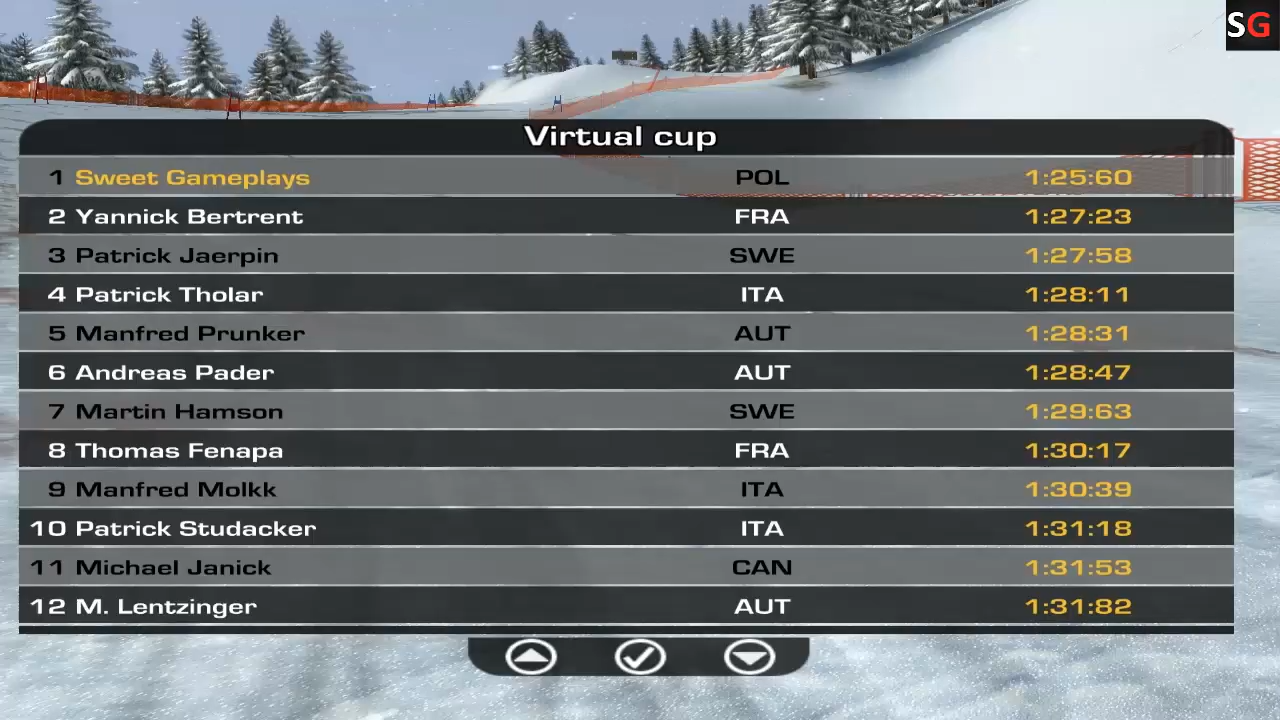 SG
Virtual cup
1 Sweet Gameplays POL 1:25:60
2 Yannick Bertrent FRA 1:27:23
3 Patrick Jaerpin SWE 1:27:58
4 Patrick Tholar ITA 1:28:11
5 Manfred Prunker AUT 1:28:31
6 Andreas Pader AUT 1:28:47
7 Martin Hamson SWE 1:29:63
8 Thomas Fenapa FRA 1:30:17
9 Manfred Molkk ITA 1:30:39
10 Patrick Studacker ITA 1:31:18
11 Michael Janick CAN 1:31:53
12 M. Lentzinger AUT 1:31:82